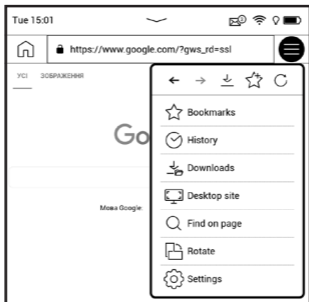 Tue 15:01
https://www.google.com/?gws_rd=ssl
УСІ ЗОБРАЖЕННЯ
Go
Мова Google:
Bookmarks
History
Downloads
Desktop site
Find on page
Rotate
Settings